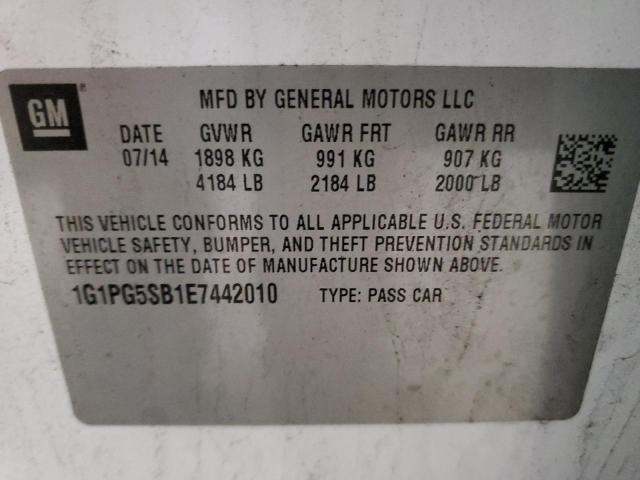 GM ®
MFD BY GENERAL MOTORS LLC
DATE GVWR GAWR FRT GAWR RR
07/14 1898 KG 991 KG 907 KG
4184 LB 2184 LB 2000 LB
THIS VEHICLE CONFORMS TO ALL APPLICABLE U.S. FEDERAL MOTOR
VEHICLE SAFETY, BUMPER, AND THEFT PREVENTION STANDARDS IN
EFFECT ON THE DATE OF MANUFACTURE SHOWN ABOVE.
1G1PG5SB1E7442010 TYPE: PASS CAR